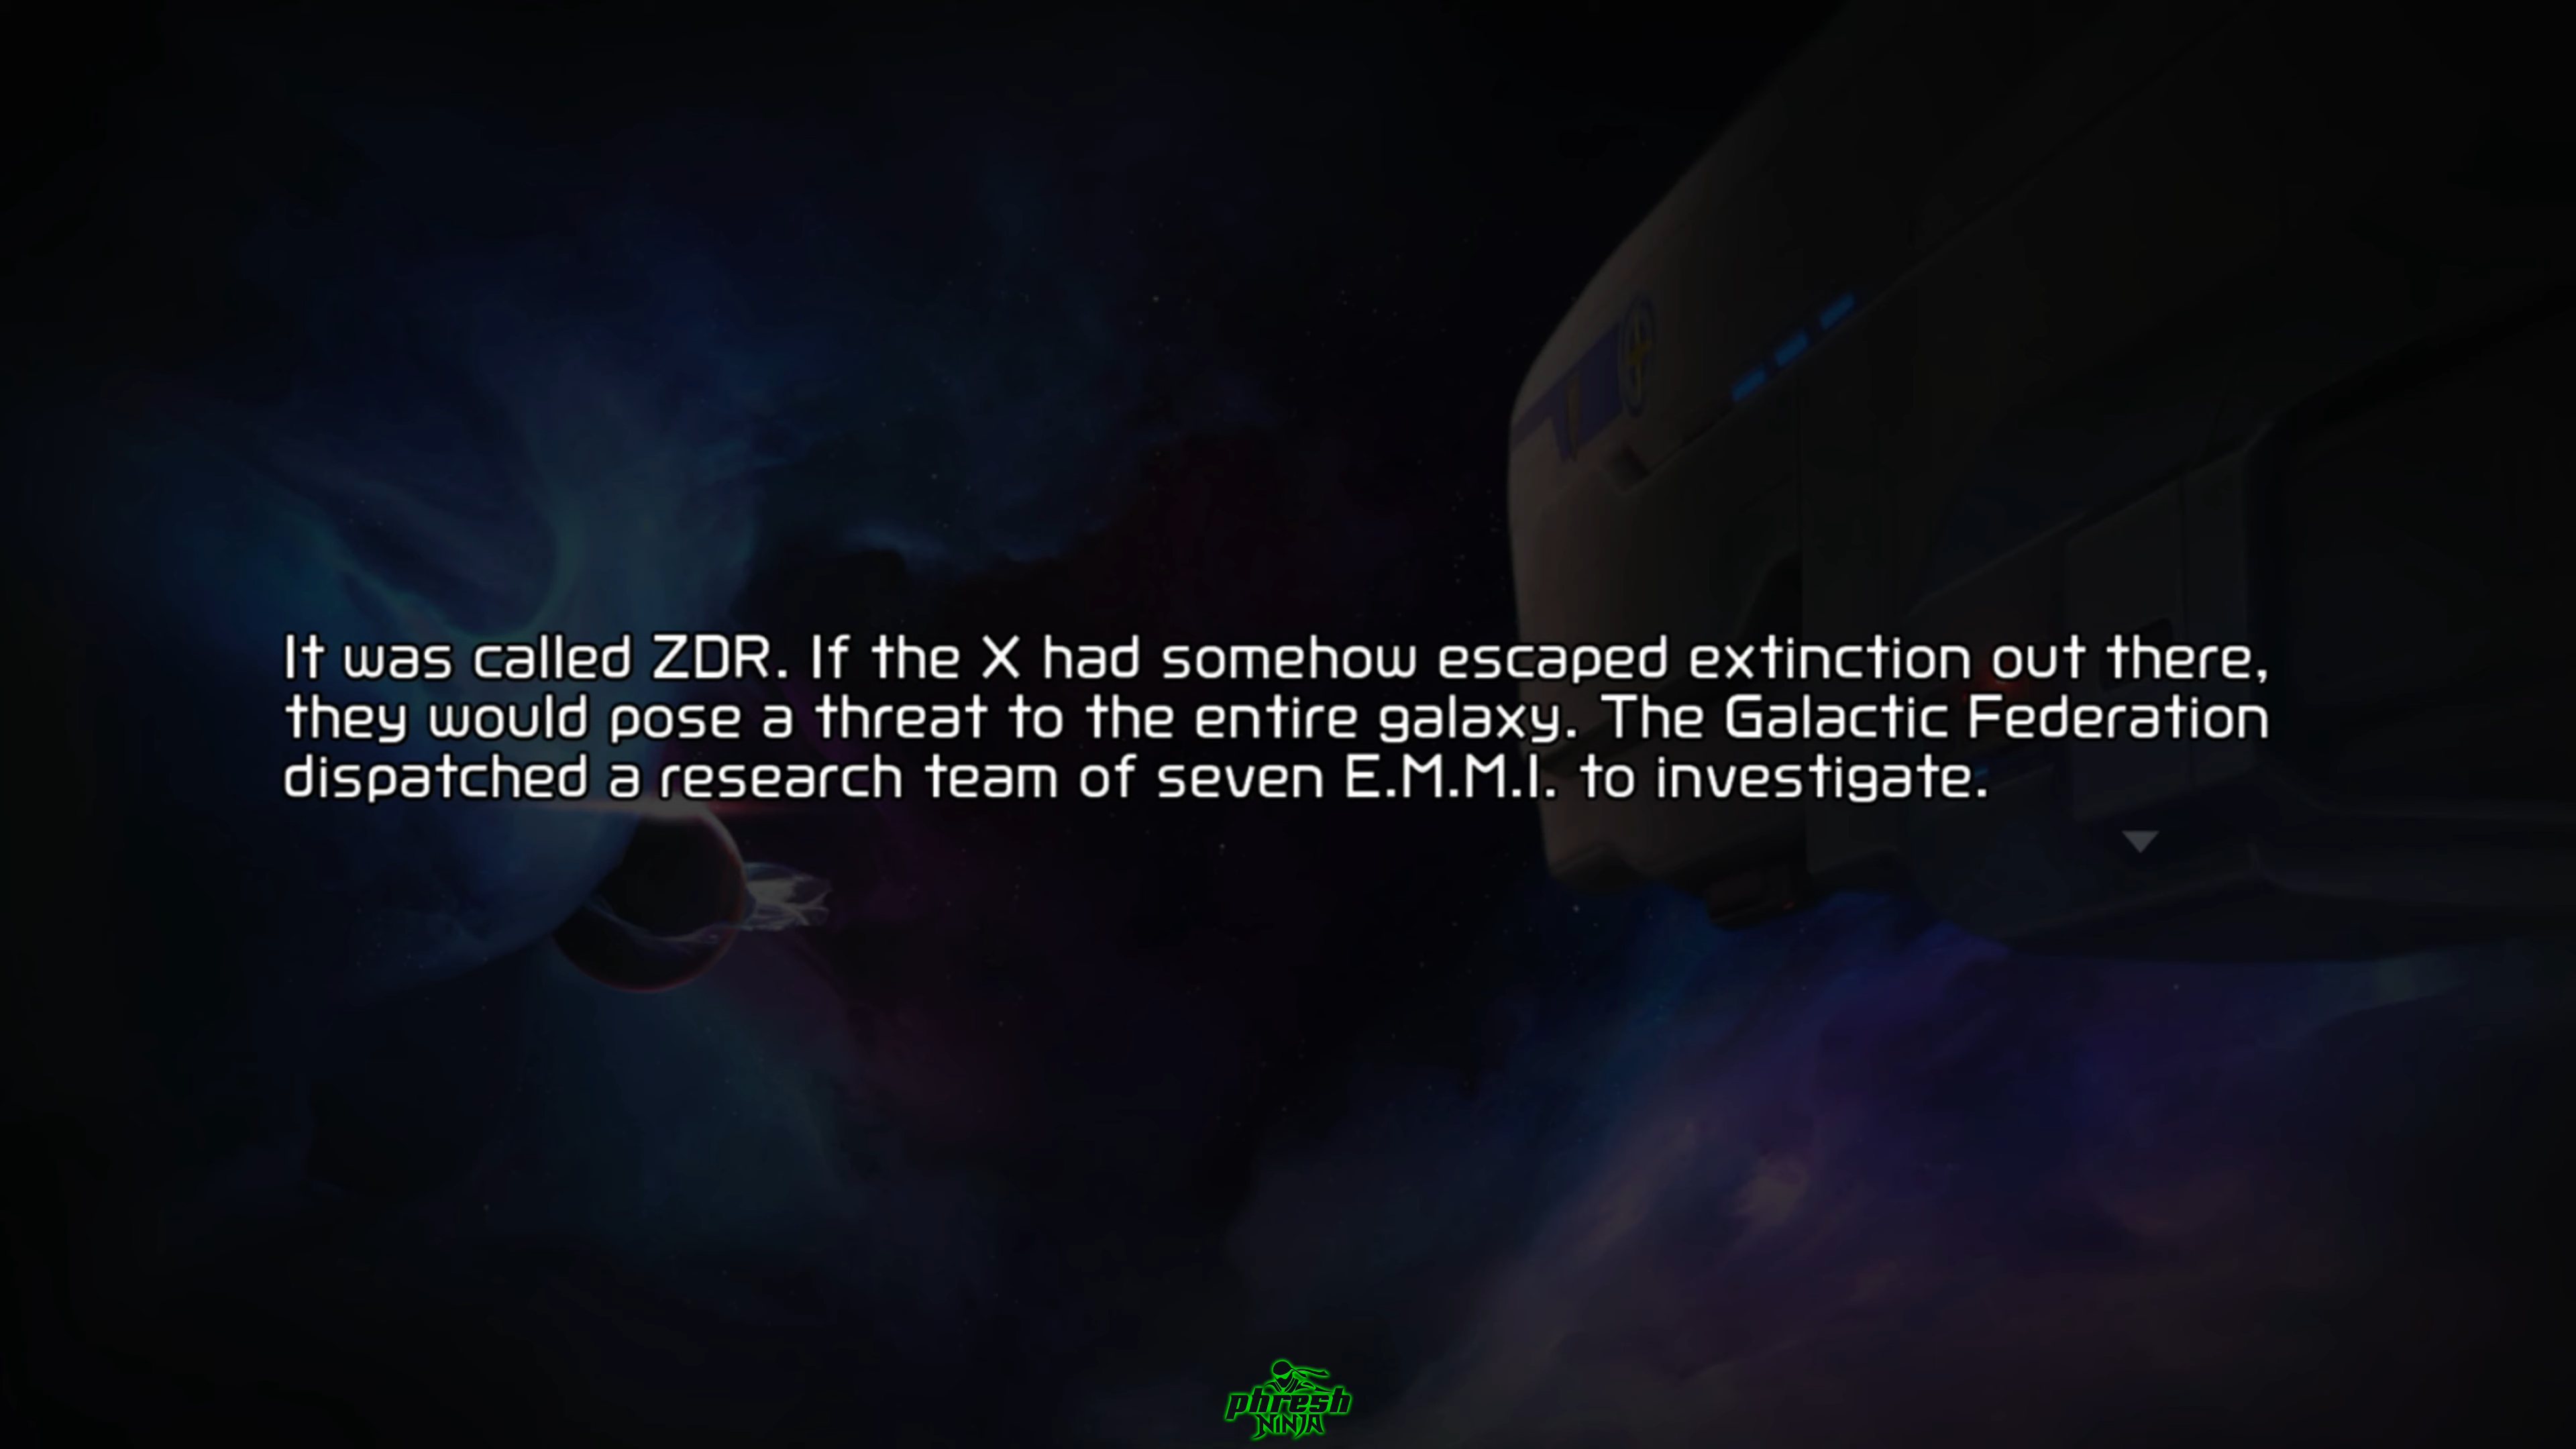 It was called ZDR. If the X had somehow escaped extinction out there,
they would pose a threat to the entire galaxy. The Galactic Federation
dispatched a research team of seven E.M.M.I. to investigate.
phresh
NINJA